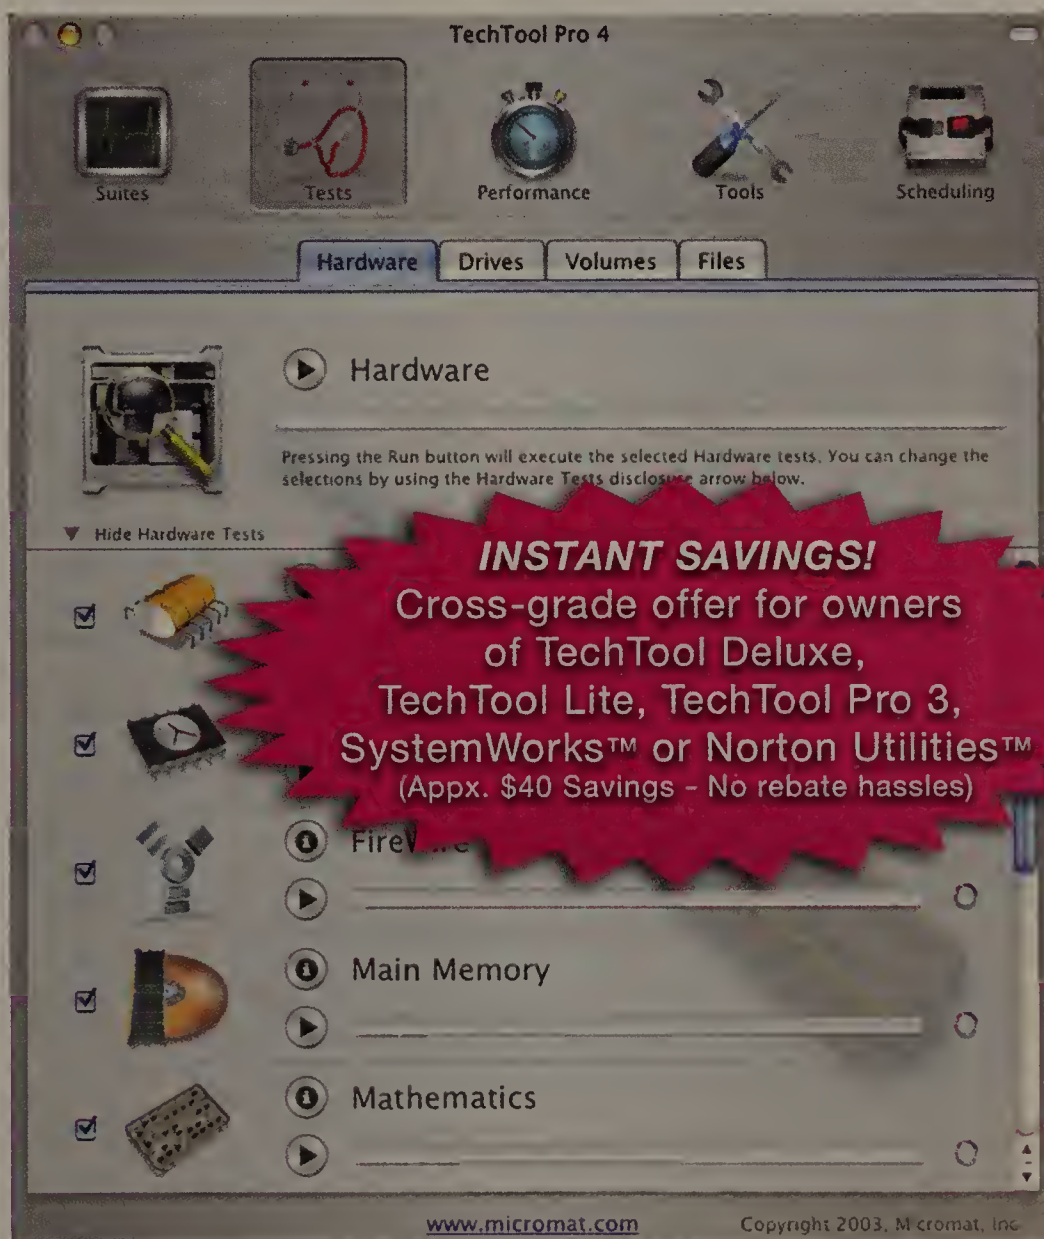 TechTool Pro 4
Suites
Tests
Performance
Tools
Scheduling
Hardware
Drives
Volumes
Files
Hardware
Pressing the Run button will execute the selected Hardware tests. You can change the
selections by using the Hardware Tests disclosure arrow below.
Hide Hardware Tests
INSTANT SAVINGS!
Cross-grade offer for owners
of TechTool Deluxe,
TechTool Lite, TechTool Pro 3,
SystemWorks™ or Norton Utilities™
(Appx. $40 Savings - No rebate hassles)
Main Memory
Mathematics
www.micromat.com
Copyright 2003, Micromat, Inc